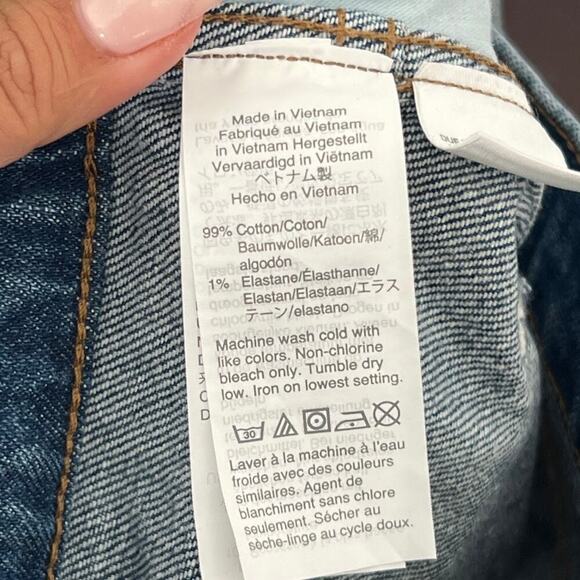 Made in Vietnam
Fabriqué au Vietnam
in Vietnam Hergestellt
Vervaardigd in Viëtnam
ベトナム製
Hecho en Vietnam
99% Cotton/Coton/
Baumwolle/Katoon/綿/
algodón
1% Elastane/Élasthanne/
Elastan/Elastaan/エラス
テーン/elastano
Machine wash cold with
like colors. Non-chlorine
bleach only. Tumble dry
low. Iron on lowest setting.
30
Laver à la machine à l'eau
froide avec des couleurs
similaires. Agent de
blanchiment sans chlore
seulement. Sécher au
sèche-linge au cycle doux.